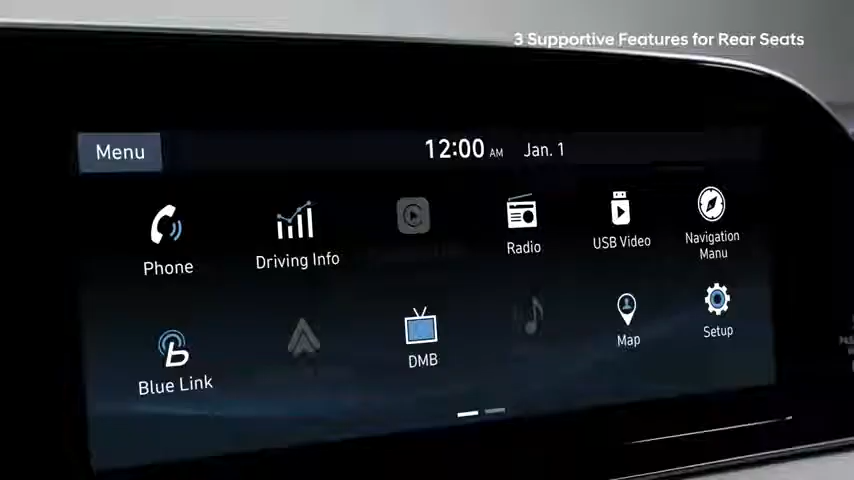 3 Supportive Features for Rear Seats
Menu
12:00 AM Jan. 1
Phone
Driving Info
Radio
USB Video
Navigation
Manu
Blue Link
DMB
Map
Setup